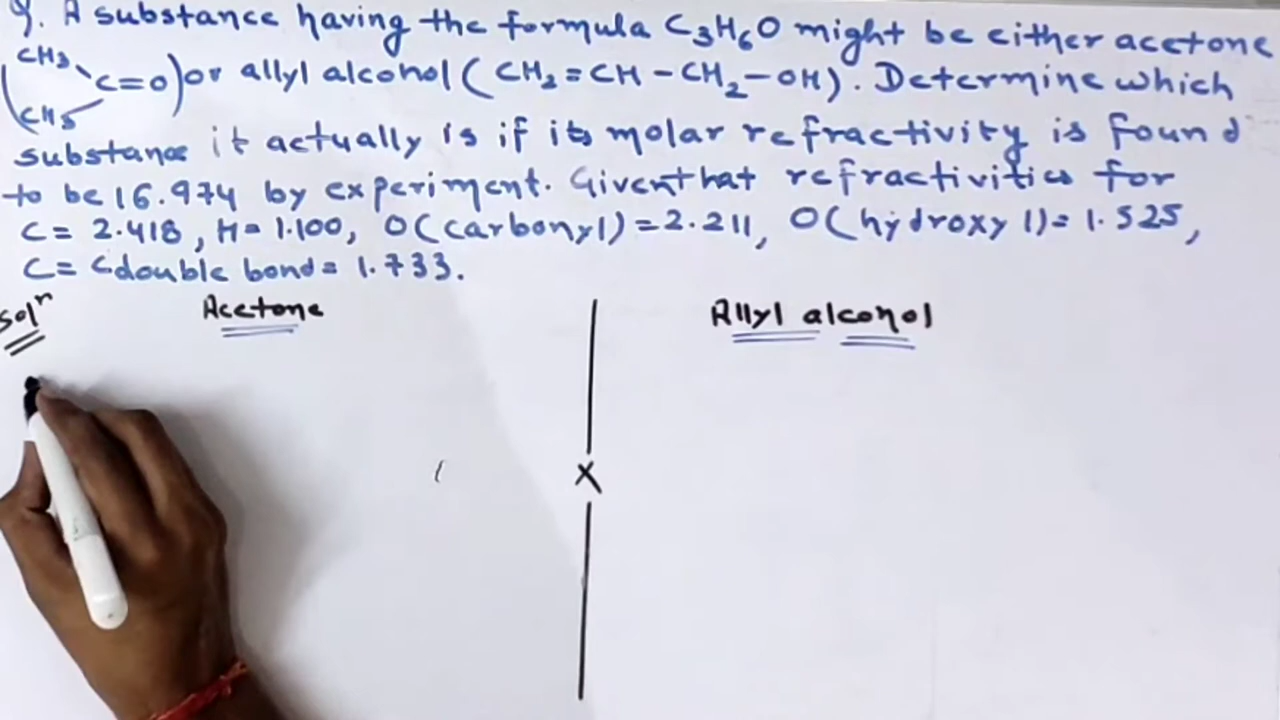 Q. A substance having the formula C₃H₆O might be either acetone
(CH₃ CH₃ C=O) or allyl alcohol (CH₂=CH-CH₂-OH). Determine which
substance it actually is if its molar refractivity is found
to be 16.974 by experiment. Given that refractivities for
C= 2.418, H= 1.100, O(carbonyl)=2.211, O(hydroxyl)= 1.525,
C= C double bond= 1.733.
Solⁿ Acetone Allyl alcohol
X